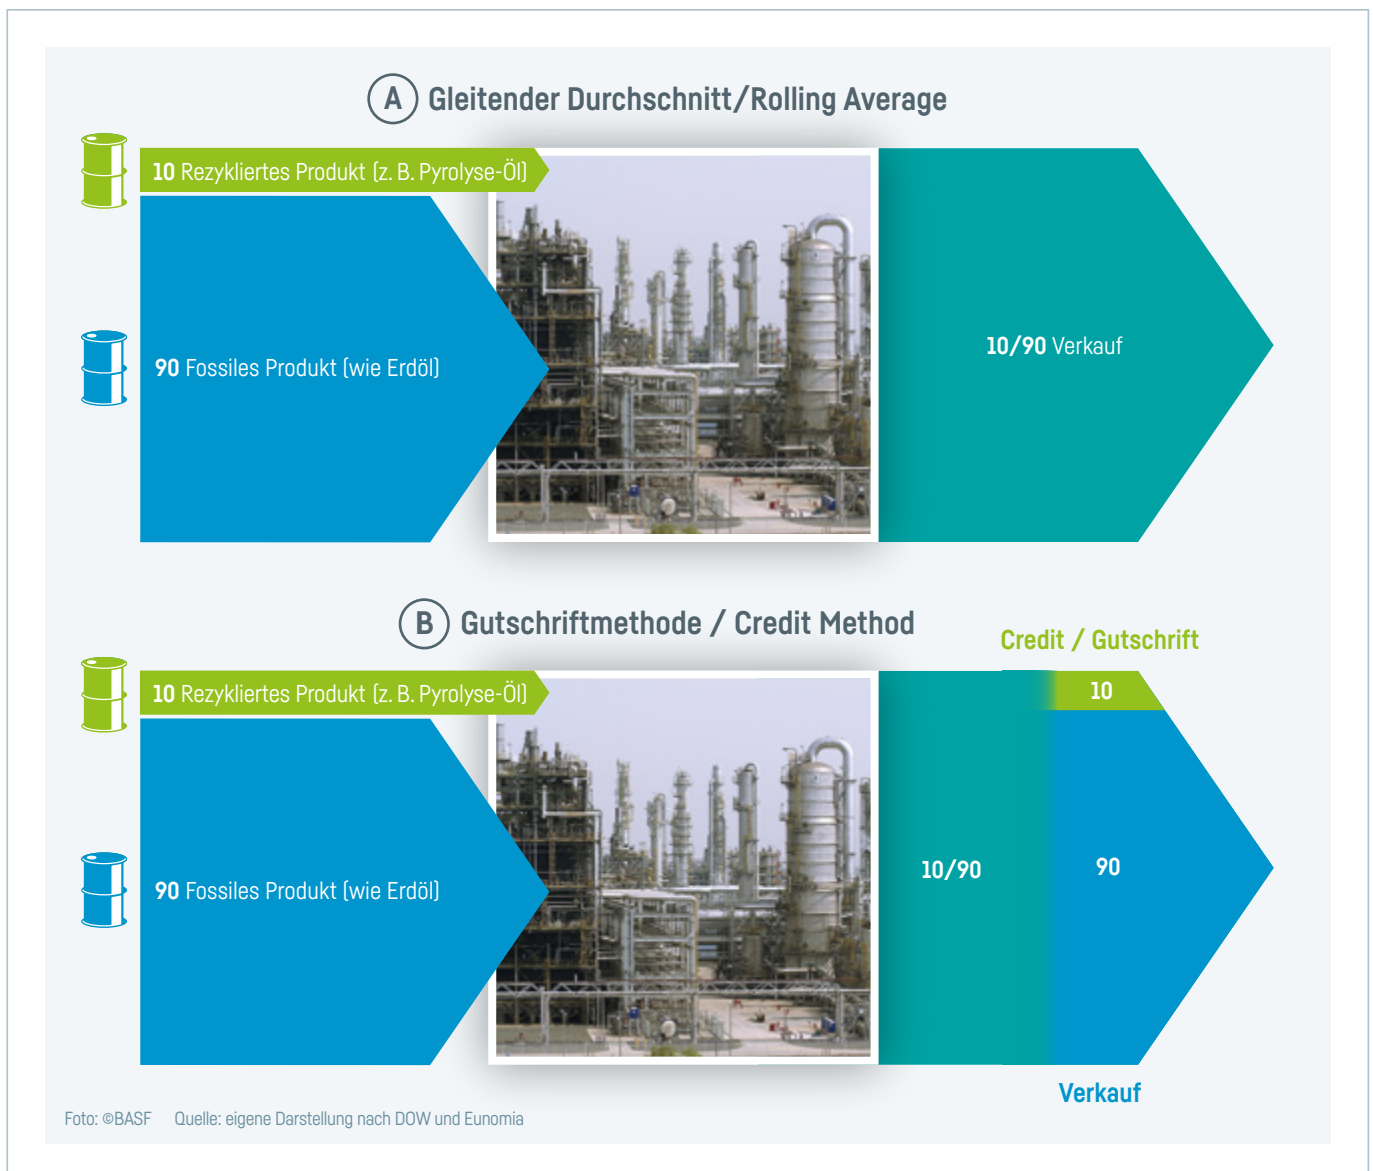 A Gleitender Durchschnitt/Rolling Average
10 Rezykliertes Produkt (z. B. Pyrolyse-Öl)
90 Fossiles Produkt (wie Erdöl)
10/90 Verkauf
B Gutschriftmethode / Credit Method
Credit / Gutschrift
10 Rezykliertes Produkt (z. B. Pyrolyse-Öl)
10
90 Fossiles Produkt (wie Erdöl)
10/90
90
Verkauf
Foto: ©BASF Quelle: eigene Darstellung nach DOW und Eunomia